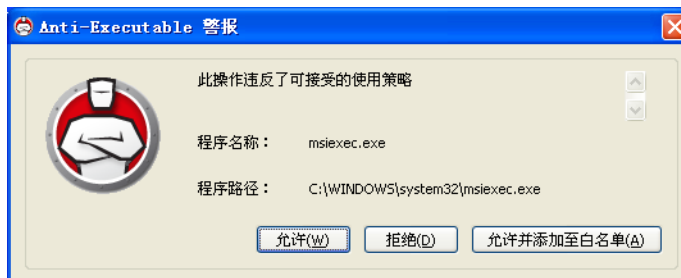 Anti-Executable 警报
此操作违反了可接受的使用策略
程序名称： msiexec.exe
程序路径： C:\WINDOWS\system32\msiexec.exe
允许(W) 拒绝(D) 允许并添加至白名单(A)